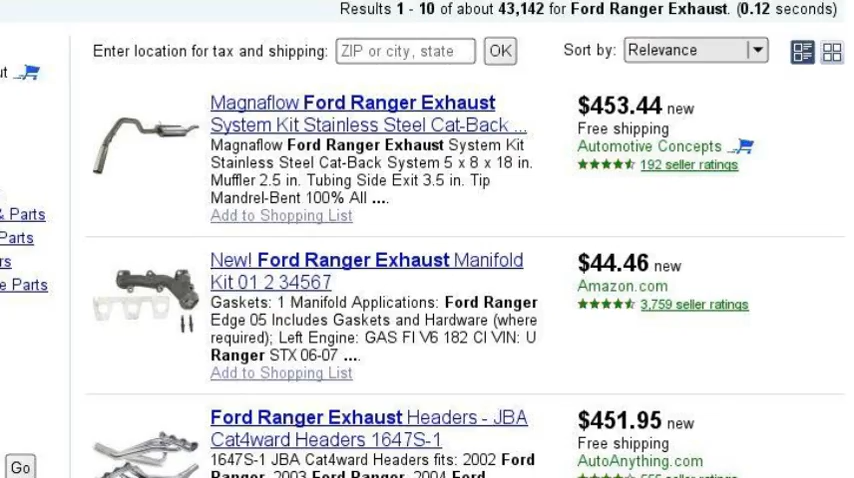 Results 1 - 10 of about 43,142 for Ford Ranger Exhaust. (0.12 seconds)
Enter location for tax and shipping: ZIP or city, state OK Sort by: Relevance
& Parts
Parts
e Parts
Go
Magnaflow Ford Ranger Exhaust
System Kit Stainless Steel Cat-Back ...
Magnaflow Ford Ranger Exhaust System Kit
Stainless Steel Cat-Back System 5 x 8 x 18 in.
Muffler 2.5 in. Tubing Side Exit 3.5 in. Tip
Mandrel-Bent 100% All ....
Add to Shopping List
$453.44 new
Free shipping
Automotive Concepts
192 seller ratings
New! Ford Ranger Exhaust Manifold
Kit 01 2 34567
Gaskets: 1 Manifold Applications: Ford Ranger
Edge 05 Includes Gaskets and Hardware (where
required); Left Engine: GAS FI V6 182 CI VIN: U
Ranger STX 06-07 ....
Add to Shopping List
$44.46 new
Amazon.com
3,759 seller ratings
Ford Ranger Exhaust Headers - JBA
Cat4ward Headers 1647S-1
1647S-1 JBA Cat4ward Headers fits: 2002 Ford
Ranger, 2003 Ford Ranger, 2004 Ford
$451.95 new
Free shipping
AutoAnything.com
seller ratings